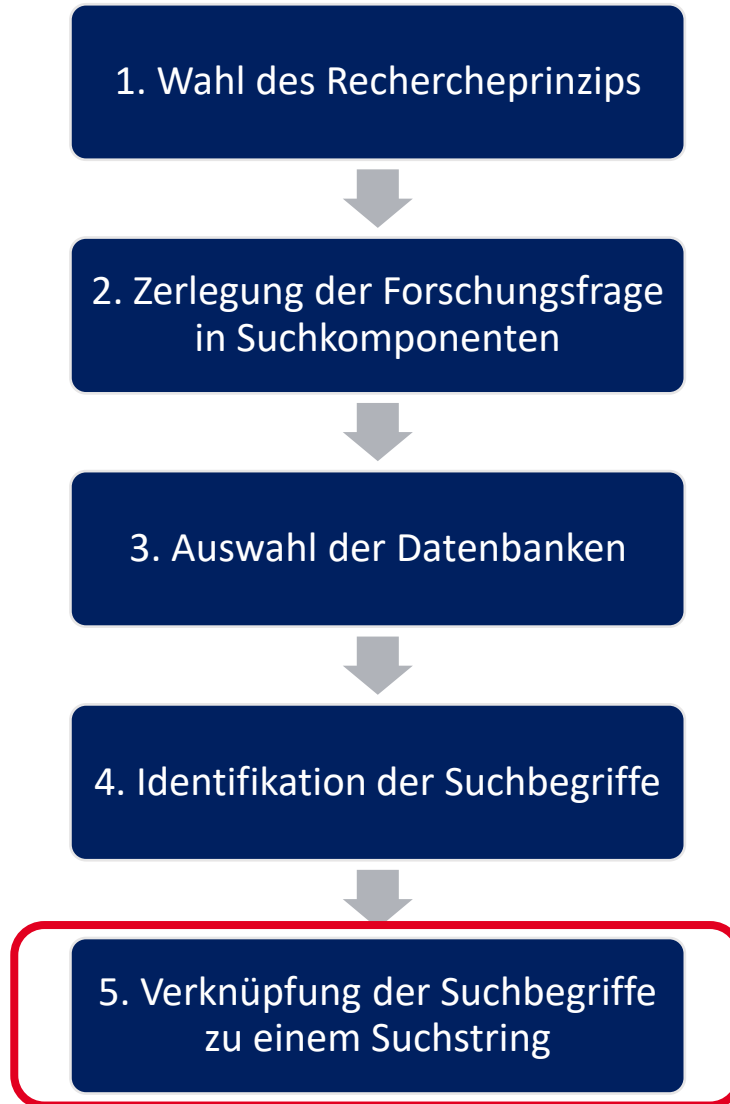 1. Wahl des Rechercheprinzips
2. Zerlegung der Forschungsfrage
in Suchkomponenten
3. Auswahl der Datenbanken
4. Identifikation der Suchbegriffe
5. Verknüpfung der Suchbegriffe
zu einem Suchstring